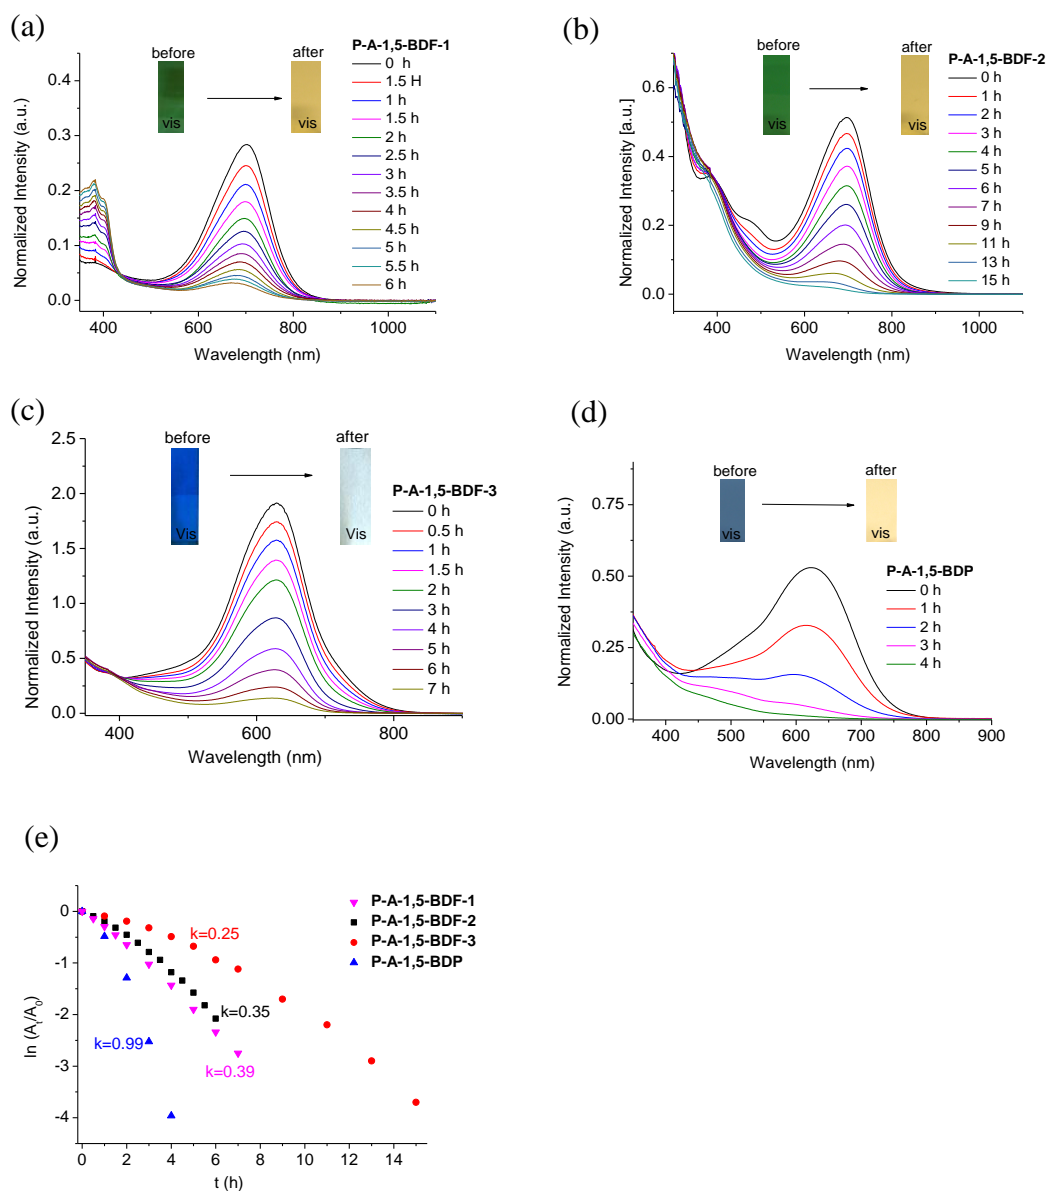 (a)
before
after
P-A-1,5-BDF-1
0 h
1.5 H
1 h
1.5 h
2 h
2.5 h
3 h
3.5 h
4 h
4.5 h
5 h
5.5 h
6 h
vis
vis
Normalized Intensity (a.u.)
0.4
0.3
0.2
0.1
0.0
400 600 800 1000
Wavelength (nm)
(b)
before
after
P-A-1,5-BDF-2
0 h
1 h
2 h
3 h
4 h
5 h
6 h
7 h
9 h
11 h
13 h
15 h
vis
vis
Normalized Intensity [a.u.]
0.6
0.4
0.2
0.0
400 600 800 1000
Wavelength (nm)
(c)
before
after
P-A-1,5-BDF-3
0 h
0.5 h
1 h
1.5 h
2 h
3 h
4 h
5 h
6 h
7 h
Vis
Vis
Normalized Intensity (a.u.)
2.5
2.0
1.5
1.0
0.5
0.0
400 600 800
Wavelength (nm)
(d)
before
after
vis
vis
P-A-1,5-BDP
0 h
1 h
2 h
3 h
4 h
Normalized Intensity (a.u.)
0.75
0.50
0.25
0.00
400 500 600 700 800 900
Wavelength (nm)
(e)
P-A-1,5-BDF-1
P-A-1,5-BDF-2
P-A-1,5-BDF-3
P-A-1,5-BDP
k=0.25
k=0.35
k=0.99
k=0.39
ln (At/A0)
0
-1
-2
-3
-4
0 2 4 6 8 10 12 14
t (h)